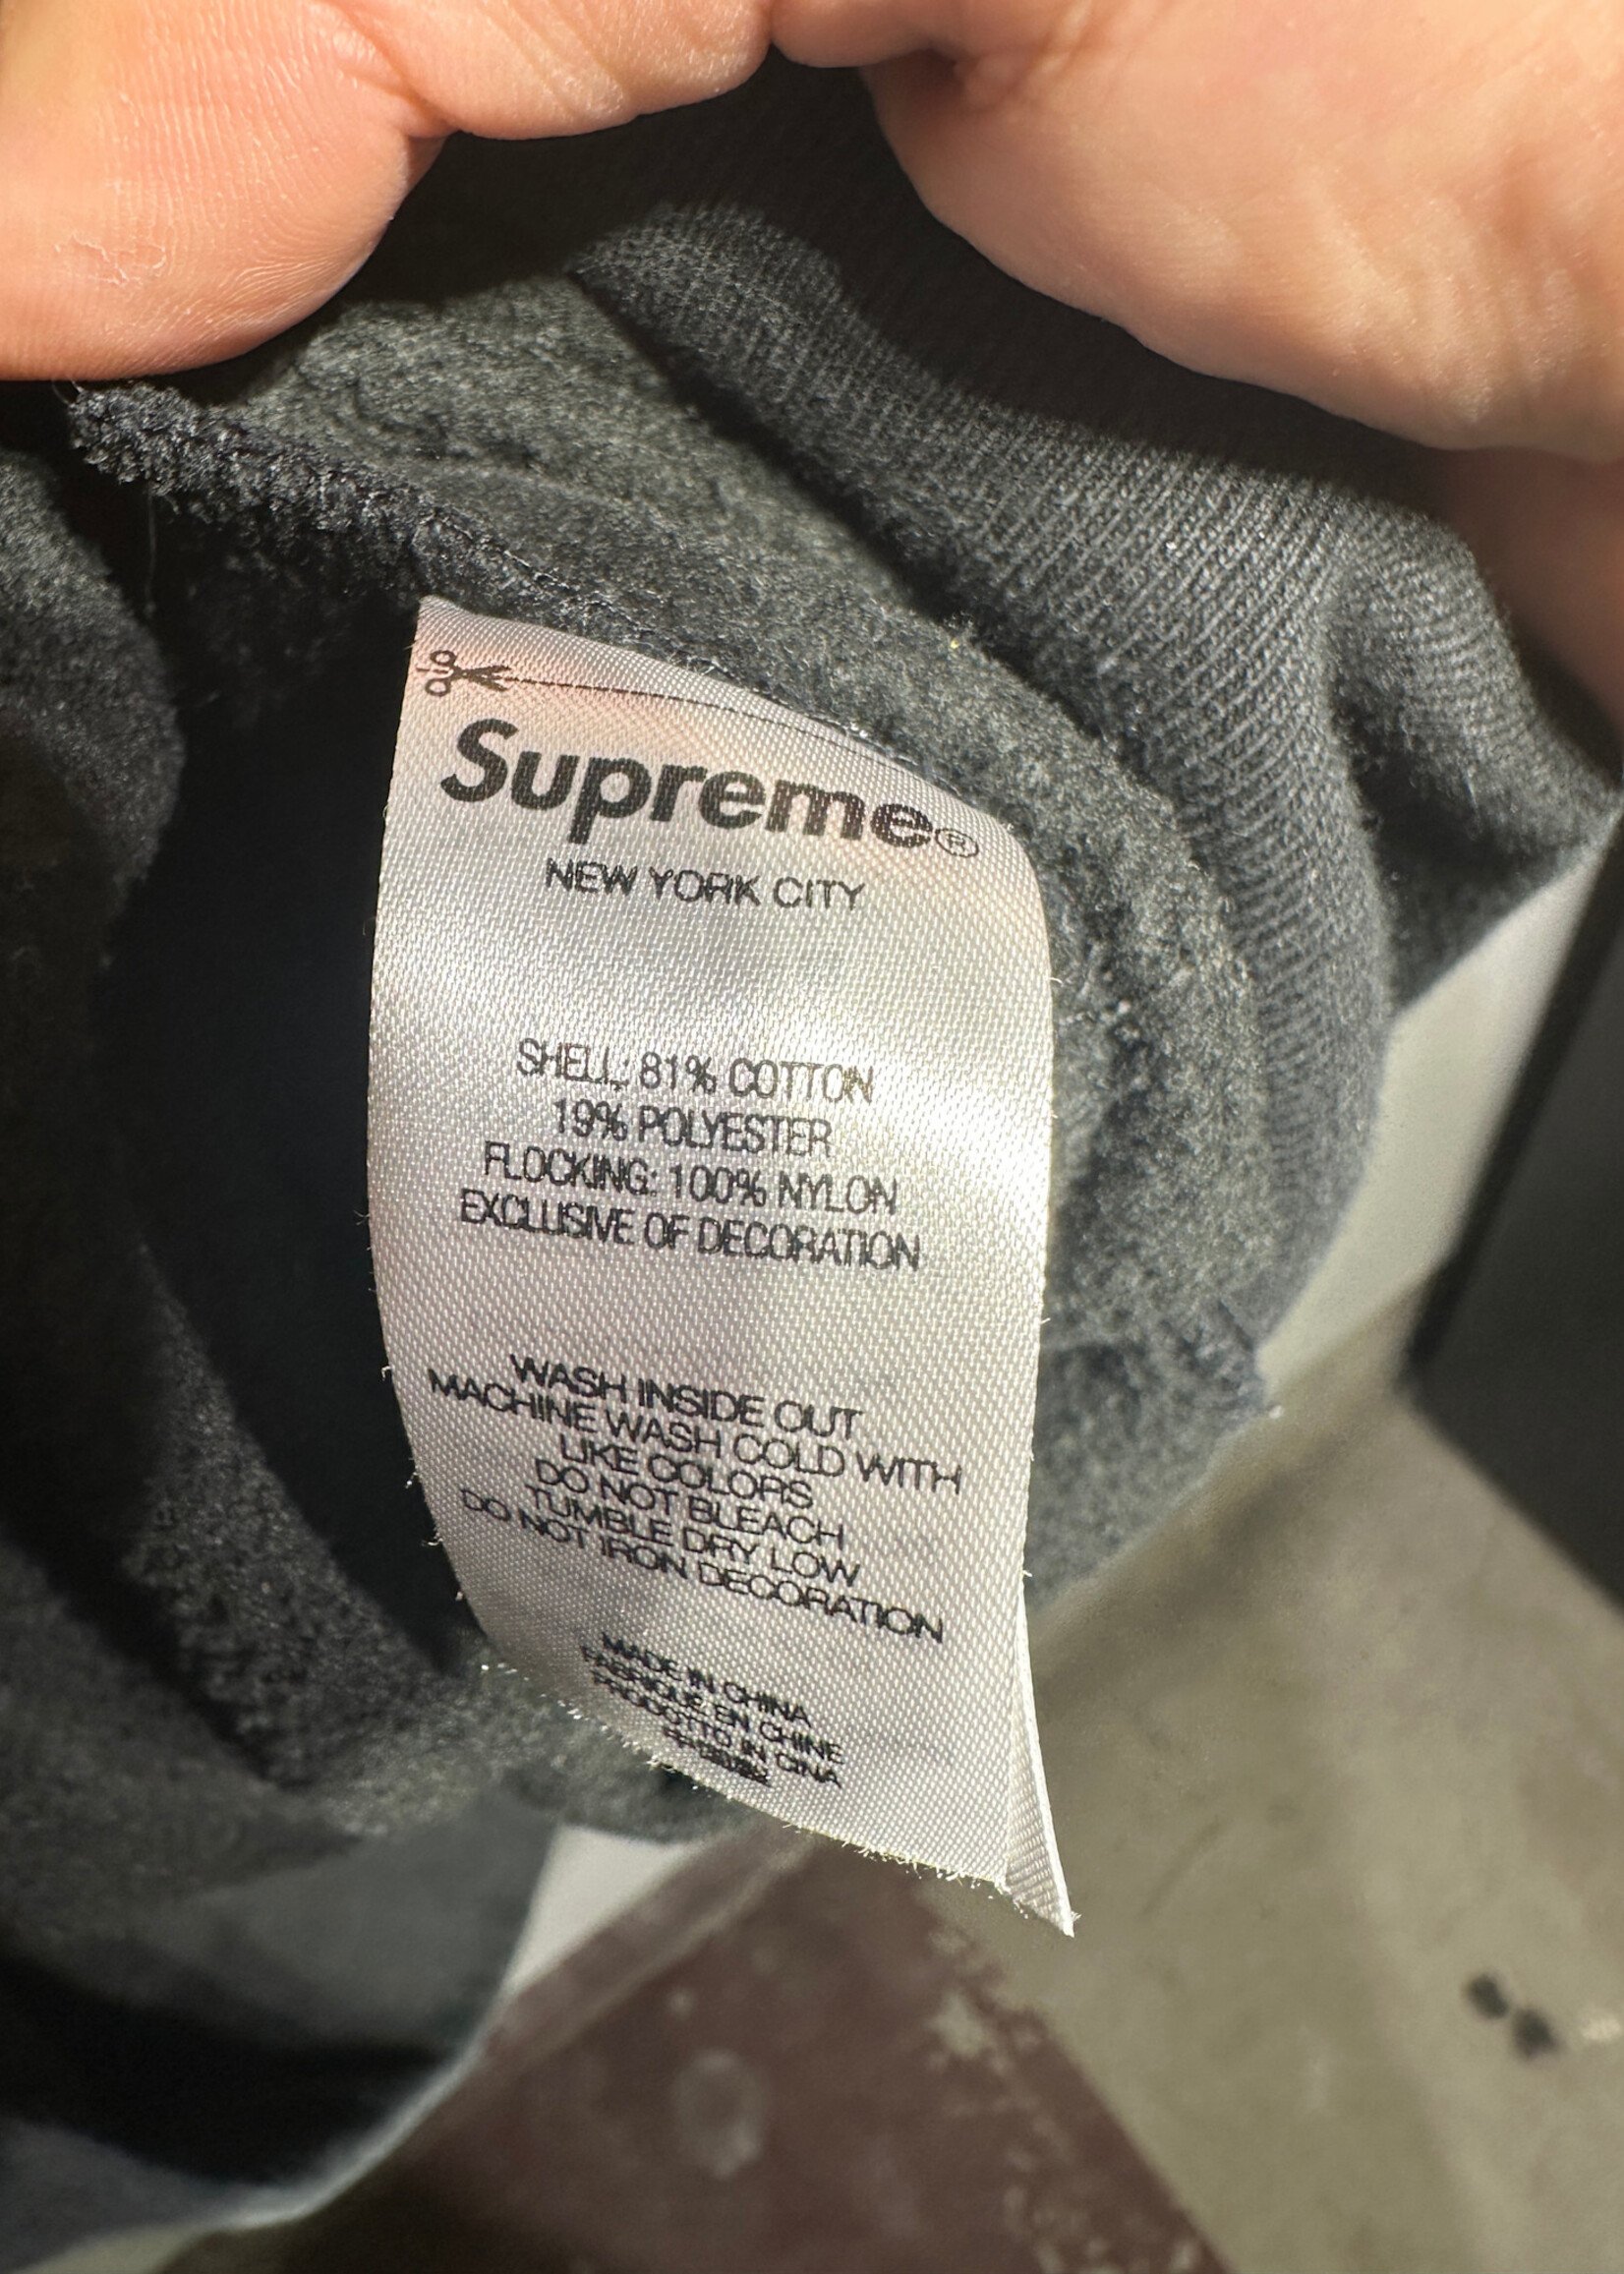 Supreme®
NEW YORK CITY
SHELL: 81% COTTON
19% POLYESTER
FLOCKING: 100% NYLON
EXCLUSIVE OF DECORATION
WASH INSIDE OUT
MACHINE WASH COLD WITH
LIKE COLORS
DO NOT BLEACH
TUMBLE DRY LOW
DO NOT IRON DECORATION
MADE IN CHINA
FABRIQUE EN CHINE
PRODOTTO IN CINA